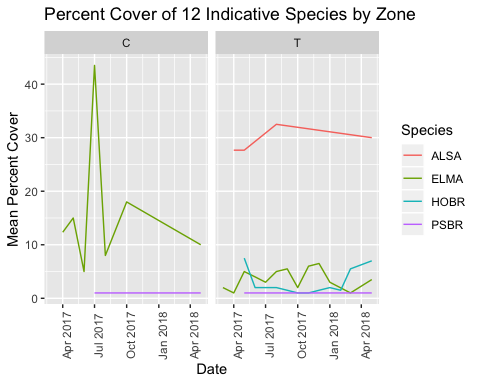 Percent Cover of 12 Indicative Species by Zone
C
T
Mean Percent Cover
40
30
20
10
0
Apr 2017
Jul 2017
Oct 2017
Jan 2018
Apr 2018
Apr 2017
Jul 2017
Oct 2017
Jan 2018
Apr 2018
Date
Species
ALSA
ELMA
HOBR
PSBR